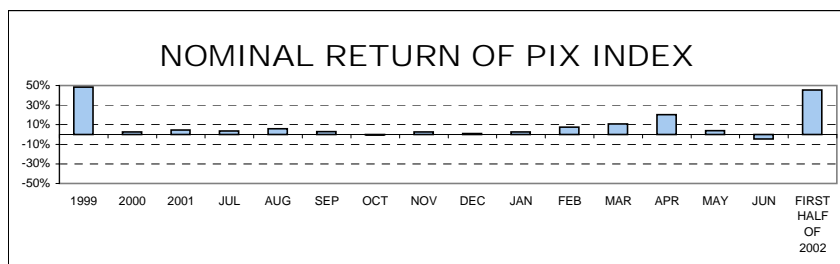 NOMINAL RETURN OF PIX INDEX
50%
30%
10%
-10%
-30%
-50%
1999 2000 2001 JUL AUG SEP OCT NOV DEC JAN FEB MAR APR MAY JUN FIRST
HALF
OF
2002